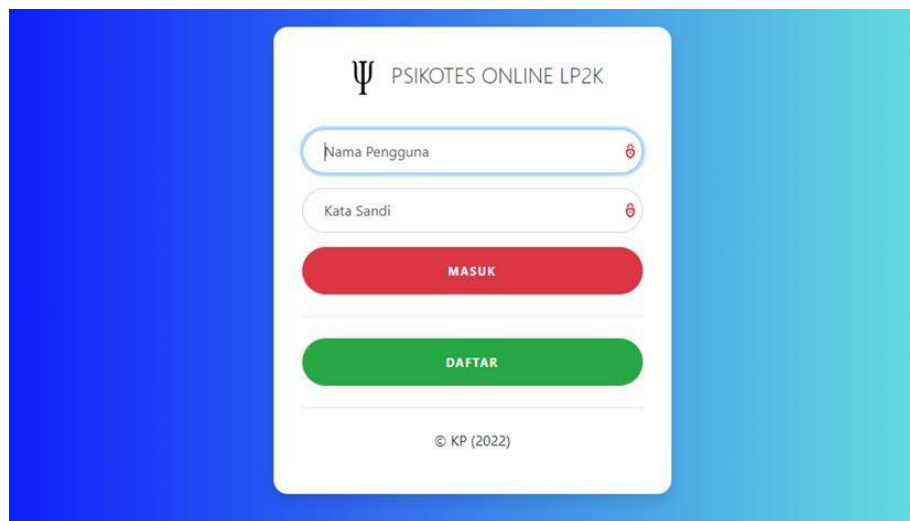 Ψ PSIKOTES ONLINE LP2K
Nama Pengguna
Kata Sandi
MASUK
DAFTAR
© KP (2022)